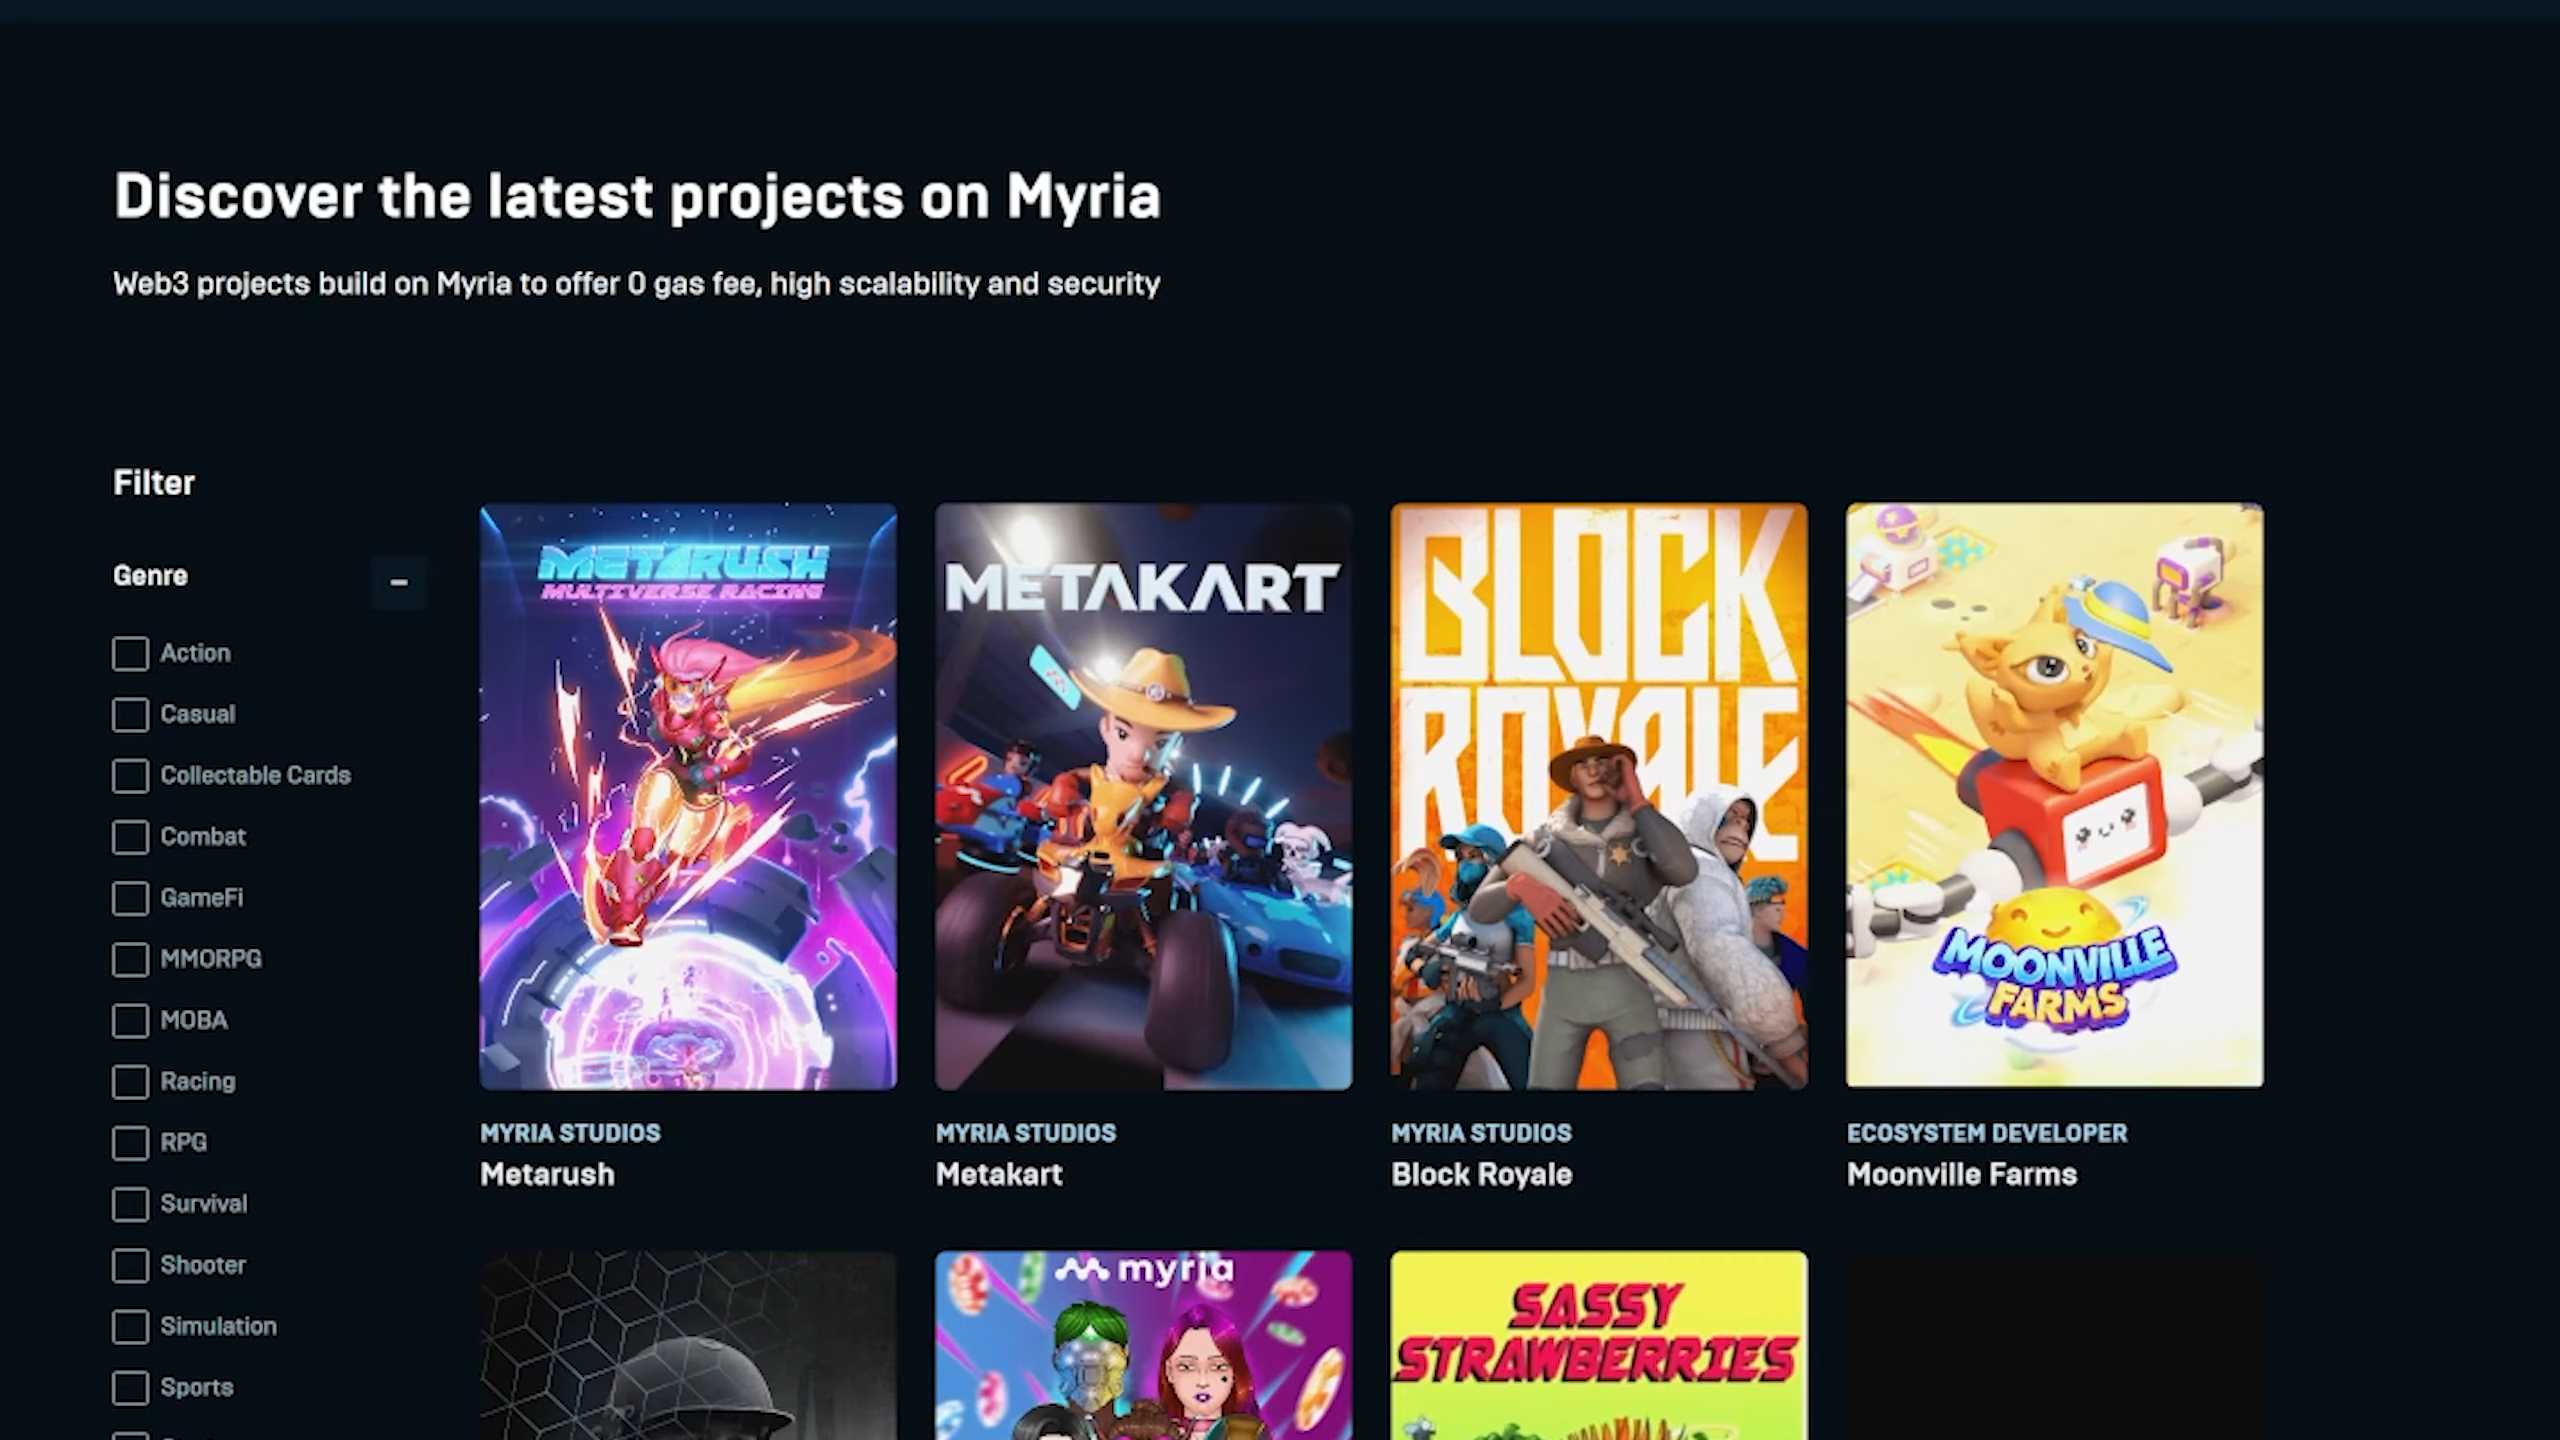 Discover the latest projects on Myria
Web3 projects build on Myria to offer 0 gas fee, high scalability and security
Filter
Genre
Action
Casual
Collectable Cards
Combat
GameFi
MMORPG
MOBA
Racing
RPG
Survival
Shooter
Simulation
Sports
METARUSH
MULTIVERSE RACING
MYRIA STUDIOS
Metarush
METAKART
MYRIA STUDIOS
Metakart
BLOCK
ROYALE
MYRIA STUDIOS
Block Royale
MOONVILLE
FARMS
ECOSYSTEM DEVELOPER
Moonville Farms
myria
SASSY
STRAWBERRIES